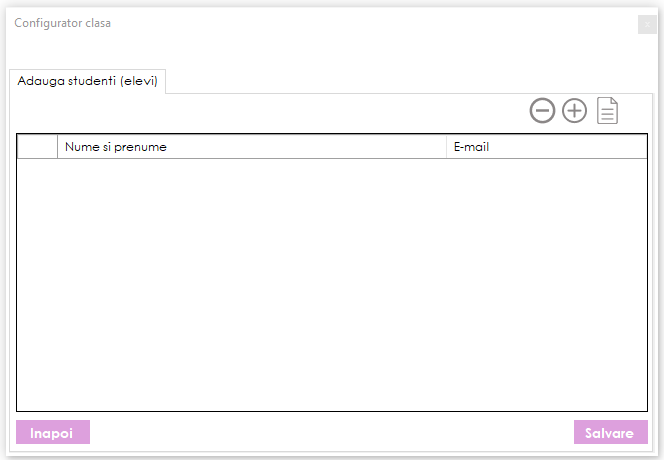 Configurator clasa
Adauga studenti (elevi)
Nume si prenume
E-mail
Inapoi
Salvare